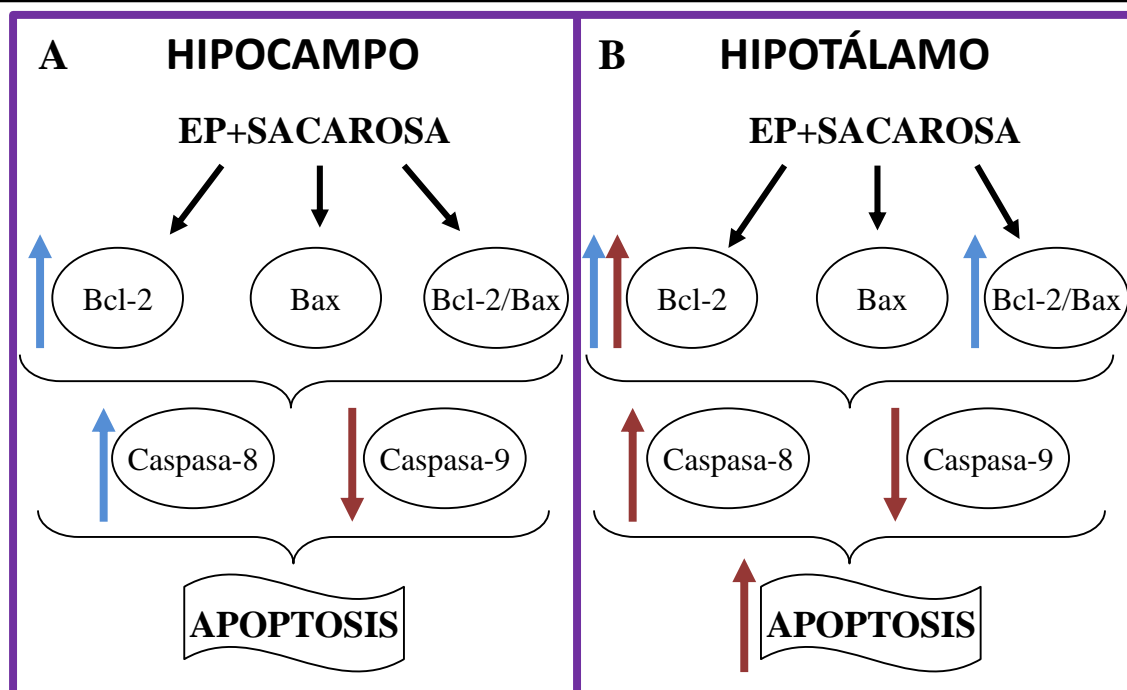 A HIPOCAMPO
EP+SACAROSA
Bcl-2 Bax Bcl-2/Bax
Caspasa-8 Caspasa-9
APOPTOSIS
B HIPOTÁLAMO
EP+SACAROSA
Bcl-2 Bax Bcl-2/Bax
Caspasa-8 Caspasa-9
APOPTOSIS